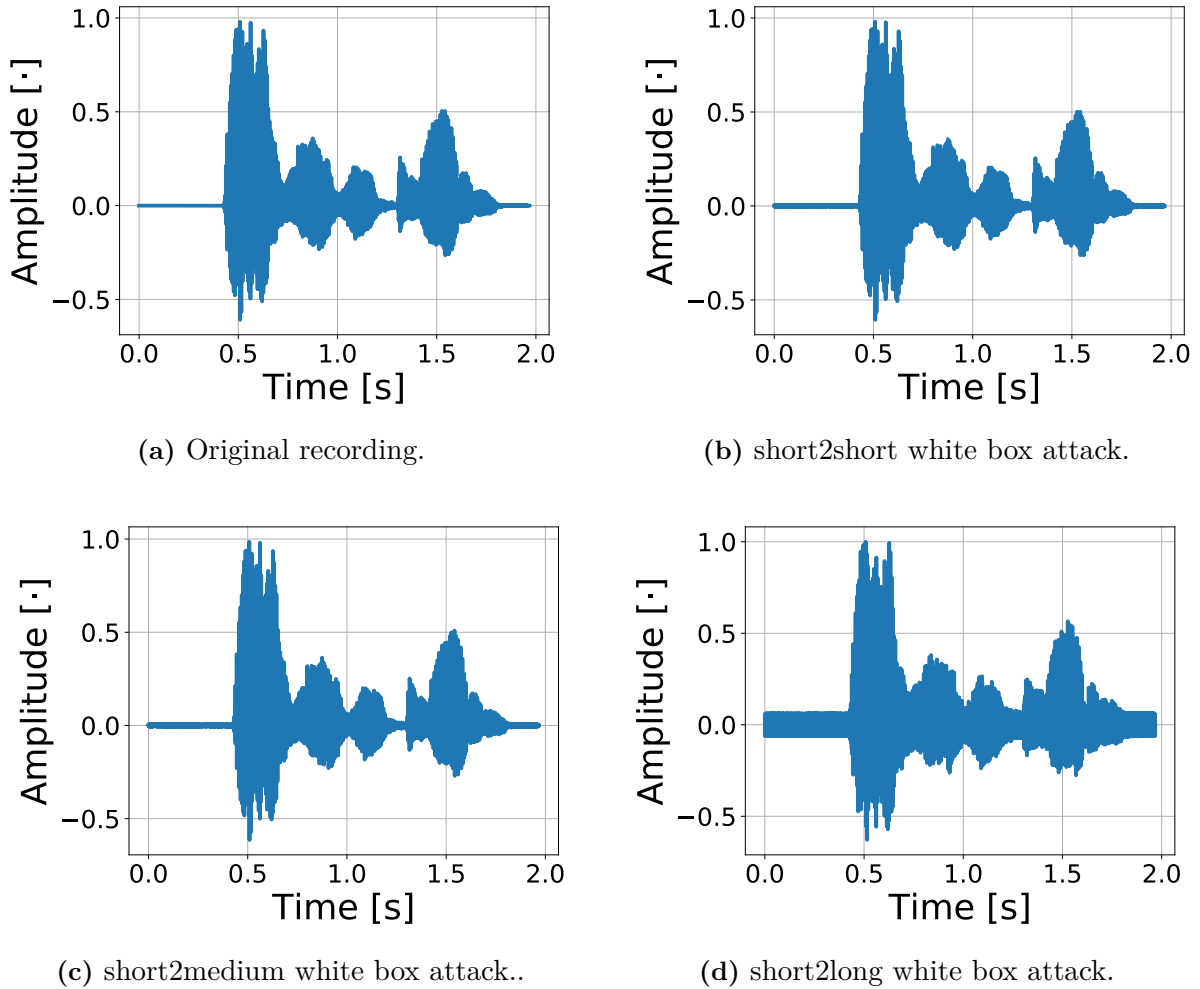 1.0
0.5
0.0
−0.5
Amplitude [·]
0.0 0.5 1.0 1.5 2.0
Time [s]
(a) Original recording.
1.0
0.5
0.0
−0.5
Amplitude [·]
0.0 0.5 1.0 1.5 2.0
Time [s]
(b) short2short white box attack.
1.0
0.5
0.0
−0.5
Amplitude [·]
0.0 0.5 1.0 1.5 2.0
Time [s]
(c) short2medium white box attack..
1.0
0.5
0.0
−0.5
Amplitude [·]
0.0 0.5 1.0 1.5 2.0
Time [s]
(d) short2long white box attack.